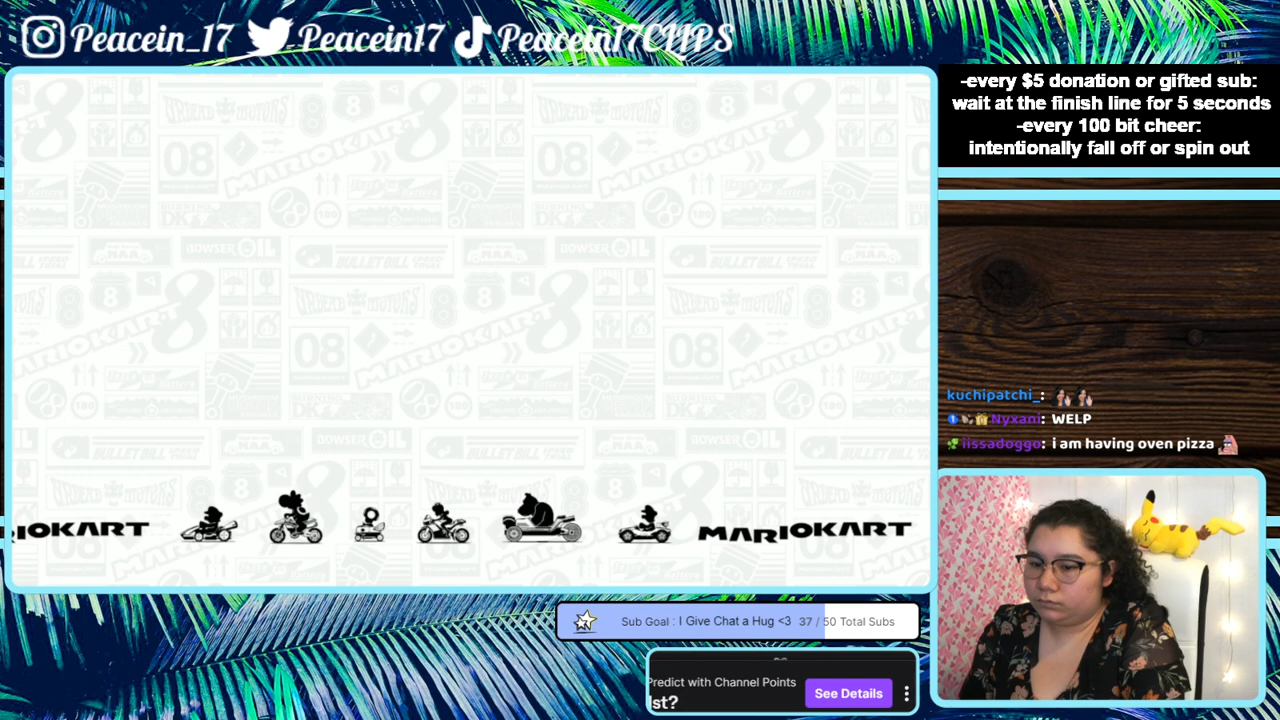 Peacein_17 Peacein17 Peacein17CLIPS
-every $5 donation or gifted sub:
wait at the finish line for 5 seconds
-every 100 bit cheer:
intentionally fall off or spin out
kuchipatchi_:
Nyxani: WELP
lissadoggo: i am having oven pizza
IOKART MARIOKART
Sub Goal : I Give Chat a Hug <3 37 / 50 Total Subs
Predict with Channel Points
st?
See Details